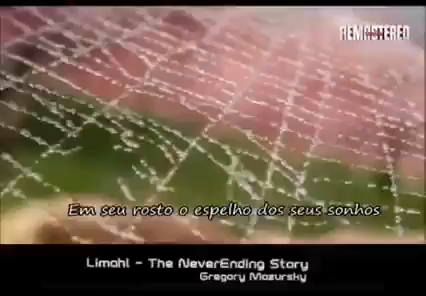 REMASTERED
Em seu rosto o espelho dos seus sonhos
Limahl - The NeverEnding Story
Gregory Mazursky